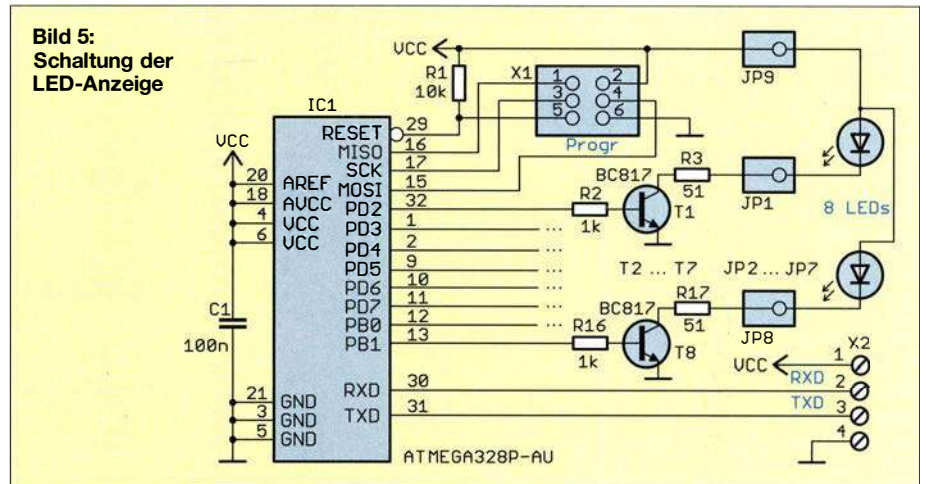 Bild 5:
Schaltung der
LED-Anzeige
VCC
R1
10k
X1
1
2
3
4
5
6
Progr
JP9
IC1
VCC
RESET
29
MISO
16
SCK
17
MOSI
15
PD2
32
PD3
1
PD4
2
PD5
9
PD6
10
PD7
11
PB0
12
PB1
13
20
AREF
18
AVCC
4
VCC
6
VCC
R2
1k
BC817
T1
R3
51
JP1
8 LEDs
...
...
...
...
...
...
T2 ... T7
JP2 ... JP7
C1
100n
R16
1k
BC817
T8
R17
51
JP8
X2
VCC
1
RXD
2
TXD
3
4
RXD
30
TXD
31
21
GND
3
GND
5
GND
ATMEGA328P-AU